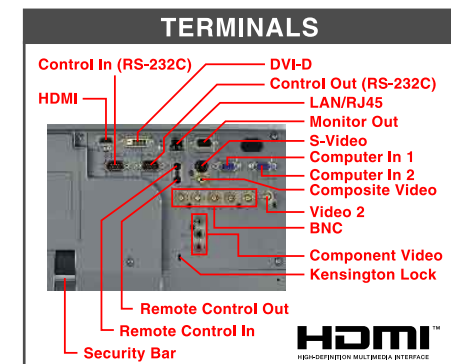 TERMINALS
Control In (RS-232C)
DVI-D
Control Out (RS-232C)
HDMI
LAN/RJ45
Monitor Out
S-Video
Computer In 1
Computer In 2
Composite Video
Video 2
BNC
Component Video
Kensington Lock
Remote Control Out
Remote Control In
Security Bar
HDMI™
HIGH-DEFINITION MULTIMEDIA INTERFACE